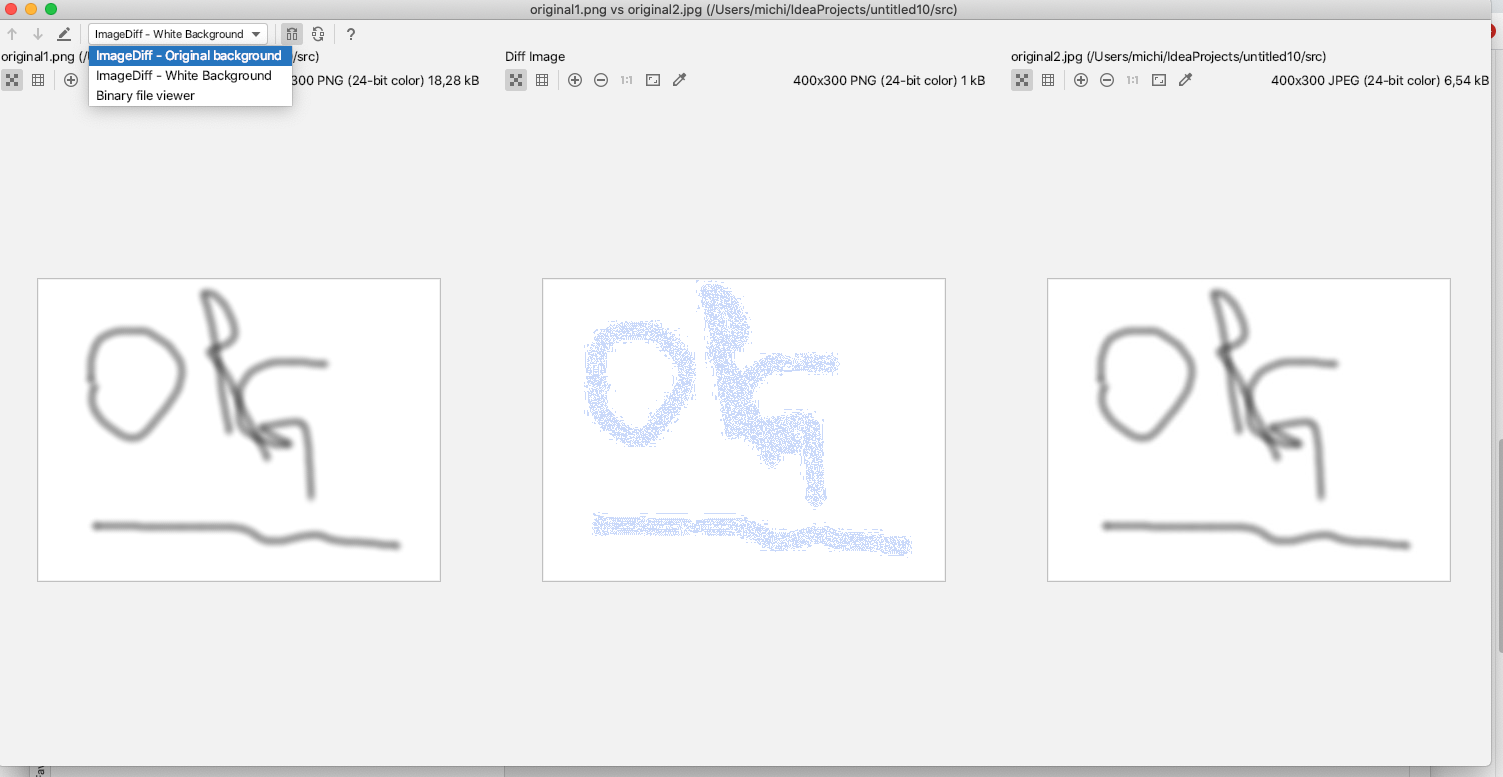 original1.png vs original2.jpg (/Users/michi/IdeaProjects/untitled10/src)
ImageDiff - White Background
?
original1.png (/U
/src)
Diff Image
original2.jpg (/Users/michi/IdeaProjects/untitled10/src)
ImageDiff - Original background
ImageDiff - White Background
Binary file viewer
300 PNG (24-bit color) 18,28 kB
1:1
400x300 PNG (24-bit color) 1 kB
1:1
400x300 JPEG (24-bit color) 6,54 kB
Fav